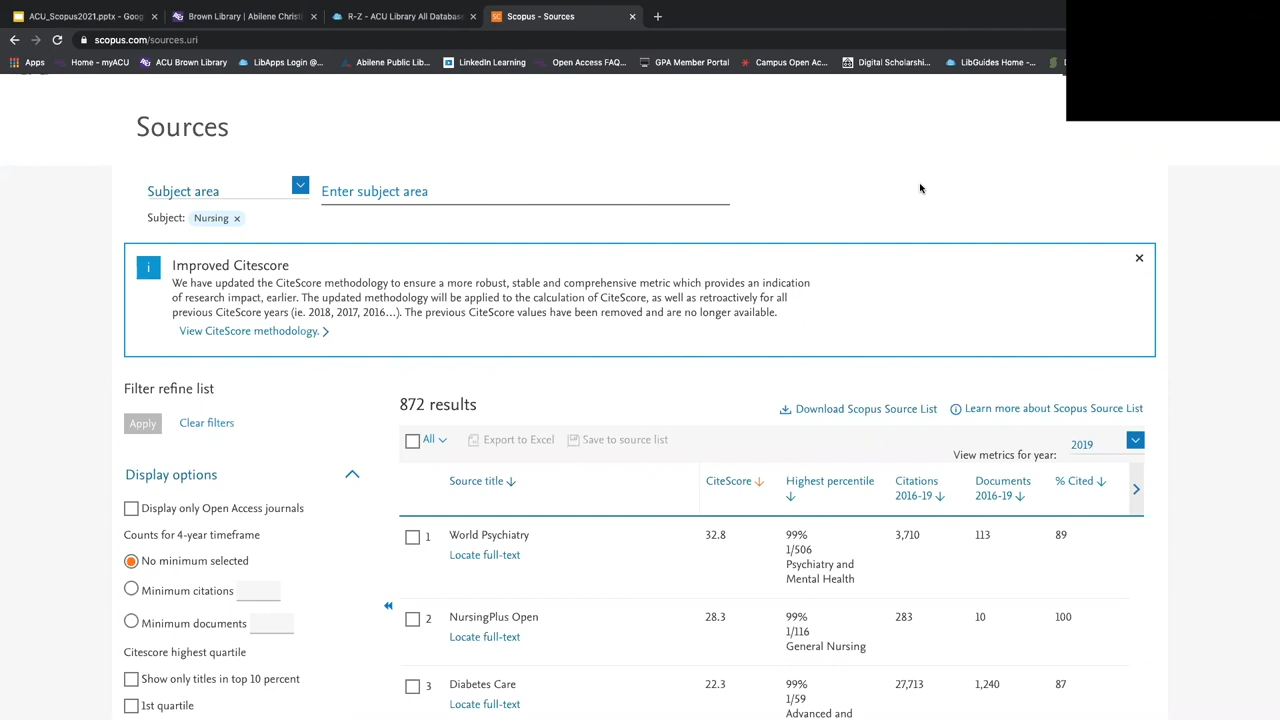 ACU_Scopus2021.pptx - Goog
Brown Library | Abilene Christi
R-Z - ACU Library All Database
Scopus - Sources
scopus.com/sources.uri
Apps
Home - myACU
ACU Brown Library
LibApps Login @...
Abilene Public Lib...
LinkedIn Learning
Open Access FAQ...
GPA Member Portal
Campus Open Ac...
Digital Scholarshi...
LibGuides Home -...
Sources
Subject area
Enter subject area
Subject: Nursing ×
Improved Citescore
We have updated the CiteScore methodology to ensure a more robust, stable and comprehensive metric which provides an indication
of research impact, earlier. The updated methodology will be applied to the calculation of CiteScore, as well as retroactively for all
previous CiteScore years (ie. 2018, 2017, 2016...). The previous CiteScore values have been removed and are no longer available.
View CiteScore methodology.
Filter refine list
Apply
Clear filters
Display options
Display only Open Access journals
Counts for 4-year timeframe
No minimum selected
Minimum citations
Minimum documents
Citescore highest quartile
Show only titles in top 10 percent
1st quartile
872 results
Download Scopus Source List
Learn more about Scopus Source List
All
Export to Excel
Save to source list
View metrics for year:
2019
Source title
CiteScore
Highest percentile
Citations
2016-19
Documents
2016-19
% Cited
1
World Psychiatry
Locate full-text
32.8
99%
1/506
Psychiatry and
Mental Health
3,710
113
89
2
NursingPlus Open
Locate full-text
28.3
99%
1/116
General Nursing
283
10
100
3
Diabetes Care
Locate full-text
22.3
99%
1/59
Advanced and
27,713
1,240
87